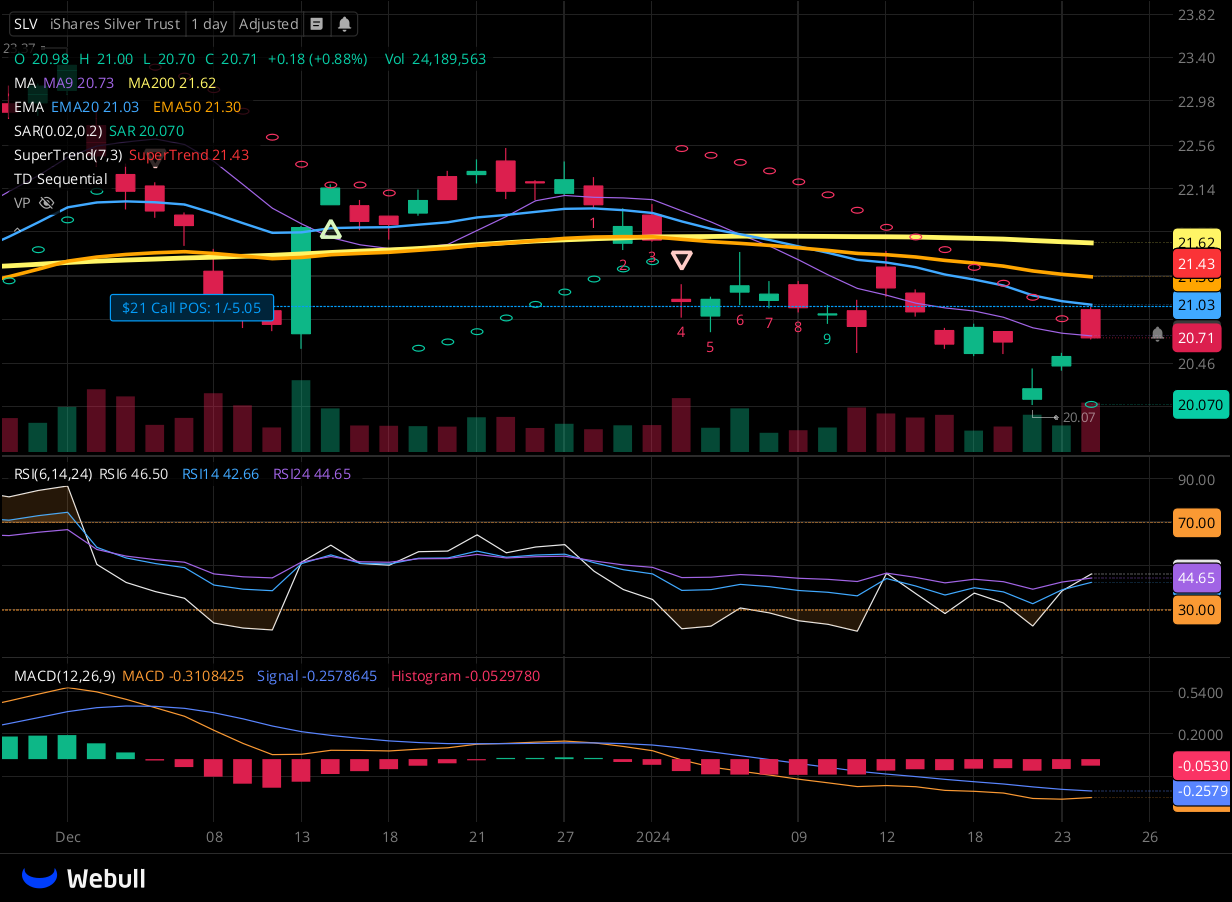 SLV iShares Silver Trust 1 day Adjusted
O 20.98 H 21.00 L 20.70 C 20.71 +0.18 (+0.88%) Vol 24,189,563
MA MA9 20.73 MA200 21.62
EMA EMA20 21.03 EMA50 21.30
SAR(0.02,0.2) SAR 20.070
SuperTrend(7,3) SuperTrend 21.43
TD Sequential
VP
23.82
23.40
22.98
22.56
22.14
21.62
21.43
21.03
20.71
20.46
20.070
1
2
3
4
5
6
7
8
9
$21 Call POS: 1/-5.05
20.07
RSI(6,14,24) RSI6 46.50 RSI14 42.66 RSI24 44.65
90.00
70.00
44.65
30.00
MACD(12,26,9) MACD -0.3108425 Signal -0.2578645 Histogram -0.0529780
0.5400
0.2000
-0.0530
-0.2579
Dec 08 13 18 21 27 2024 09 12 18 23 26
Webull